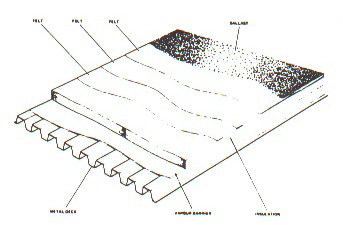 FELT
FELT
FELT
BALLAST
METAL DECK
VAPOUR BARRIER
INSULATION